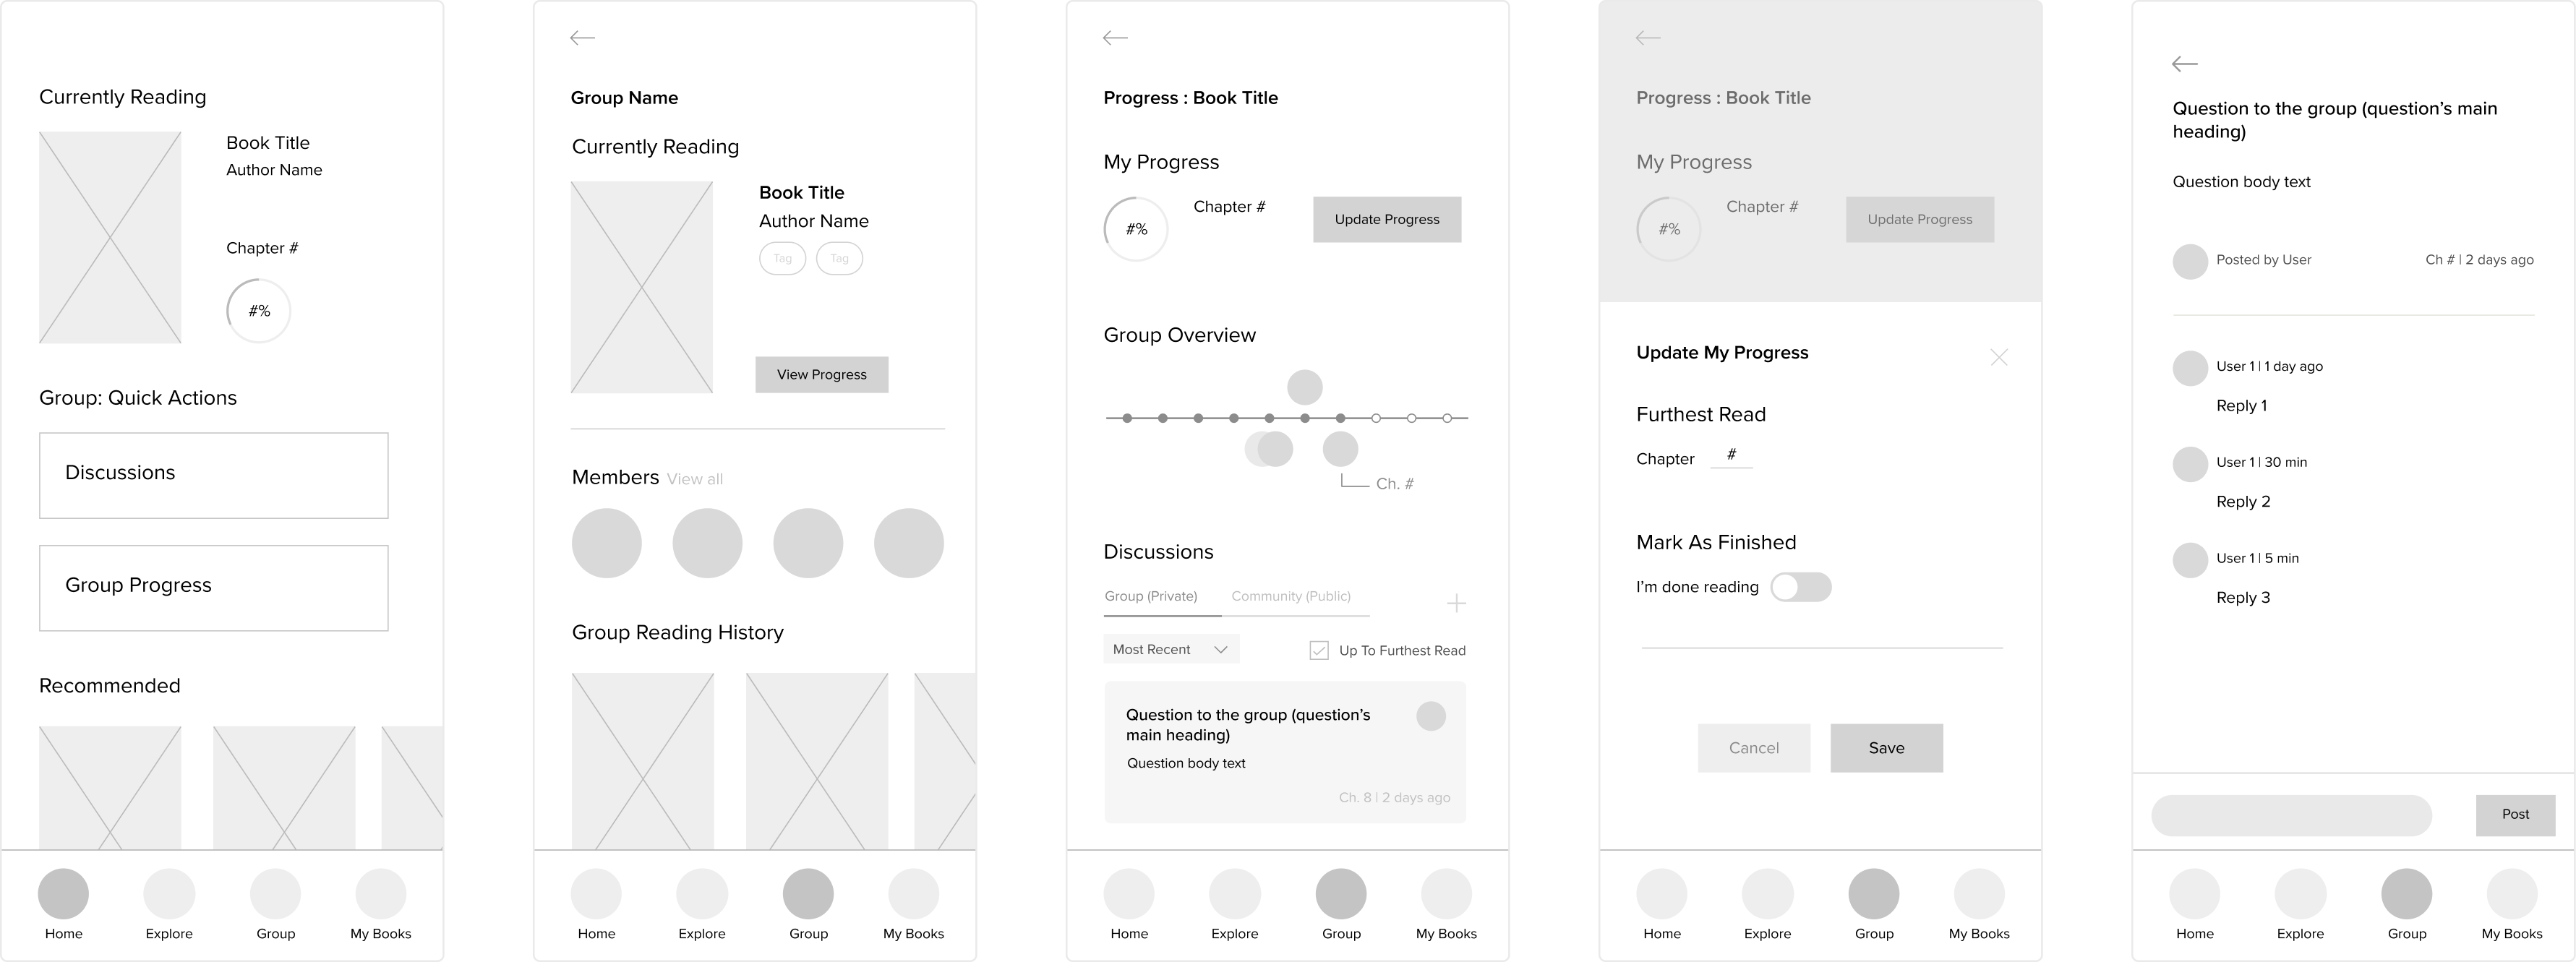 Currently Reading
Book Title
Author Name
Chapter #
#%
Group: Quick Actions
Discussions
Group Progress
Recommended
Home
Explore
Group
My Books
Group Name
Currently Reading
Book Title
Author Name
Tag
Tag
View Progress
Members
View all
Group Reading History
Home
Explore
Group
My Books
Progress : Book Title
My Progress
#%
Chapter #
Update Progress
Group Overview
Ch. #
Discussions
Group (Private)
Community (Public)
Most Recent
Up To Furthest Read
Question to the group (question’s
main heading)
Question body text
Ch. 8 | 2 days ago
Home
Explore
Group
My Books
Progress : Book Title
My Progress
#%
Chapter #
Update Progress
Update My Progress
Furthest Read
Chapter #
Mark As Finished
I’m done reading
Cancel
Save
Home
Explore
Group
My Books
Question to the group (question’s main
heading)
Question body text
Posted by User
Ch # | 2 days ago
User 1 | 1 day ago
Reply 1
User 1 | 30 min
Reply 2
User 1 | 5 min
Reply 3
Post
Home
Explore
Group
My Books